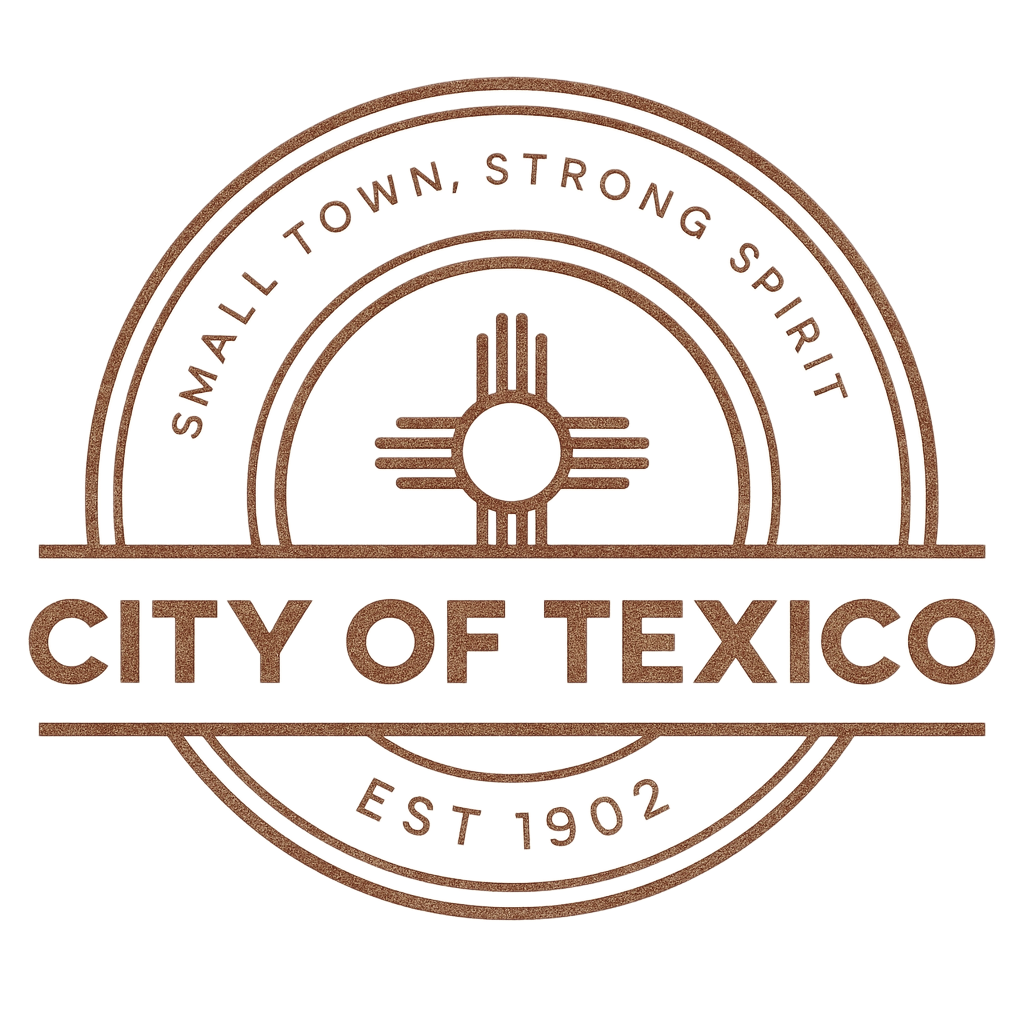 SMALL TOWN, STRONG SPIRIT
CITY OF TEXICO
EST 1902